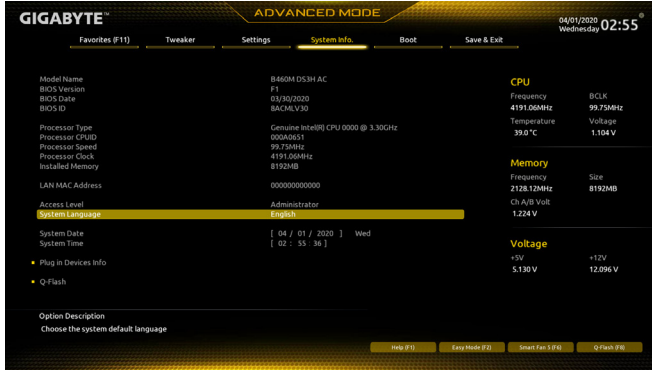 GIGABYTE™
ADVANCED MODE
04/01/2020
Wednesday
02:55
Favorites (F11) Tweaker Settings System Info. Boot Save & Exit
Model Name B460M DS3H AC
BIOS Version F1
BIOS Date 03/30/2020
BIOS ID 8ACMLV30
Processor Type Genuine Intel(R) CPU 0000 @ 3.30GHz
Processor CPUID 000A0651
Processor Speed 99.75MHz
Processor Clock 4191.06MHz
Installed Memory 8192MB
LAN MAC Address 000000000000
Access Level Administrator
System Language English
System Date [ 04 / 01 / 2020 ] Wed
System Time [ 02 : 55 : 36 ]
Plug in Devices Info
Q-Flash
CPU
Frequency BCLK
4191.06MHz 99.75MHz
Temperature Voltage
39.0 °C 1.104 V
Memory
Frequency Size
2128.12MHz 8192MB
Ch A/B Volt
1.224 V
Voltage
+5V +12V
5.130 V 12.096 V
Option Description
Choose the system default language
Help (F1) Easy Mode (F2) Smart Fan 5 (F6) Q-Flash (F8)